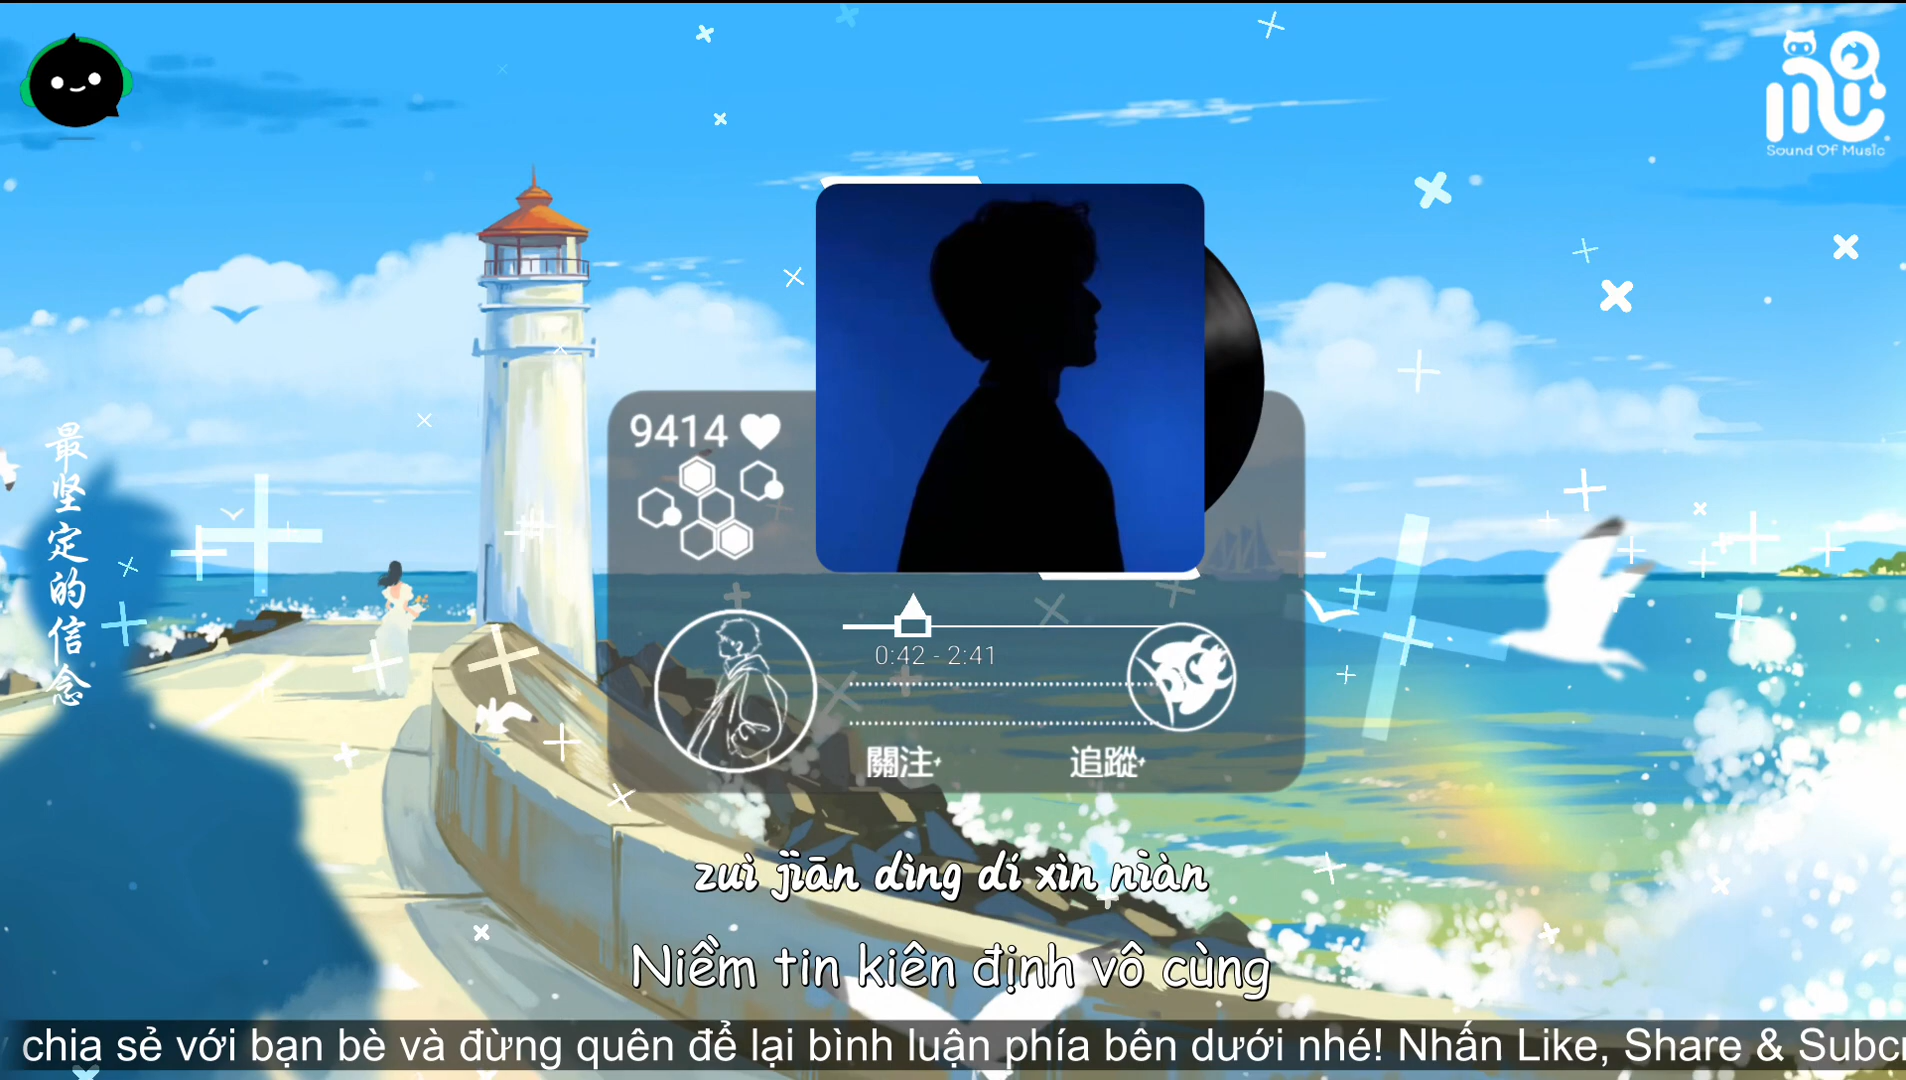 Sound Of Music
最坚定的信念
9414
0:42 - 2:41
關注+
追蹤+
zuì jiān dìng dí xìn niàn
Niềm tin kiên định vô cùng
chia sẻ với bạn bè và đừng quên để lại bình luận phía bên dưới nhé! Nhấn Like, Share & Subcr